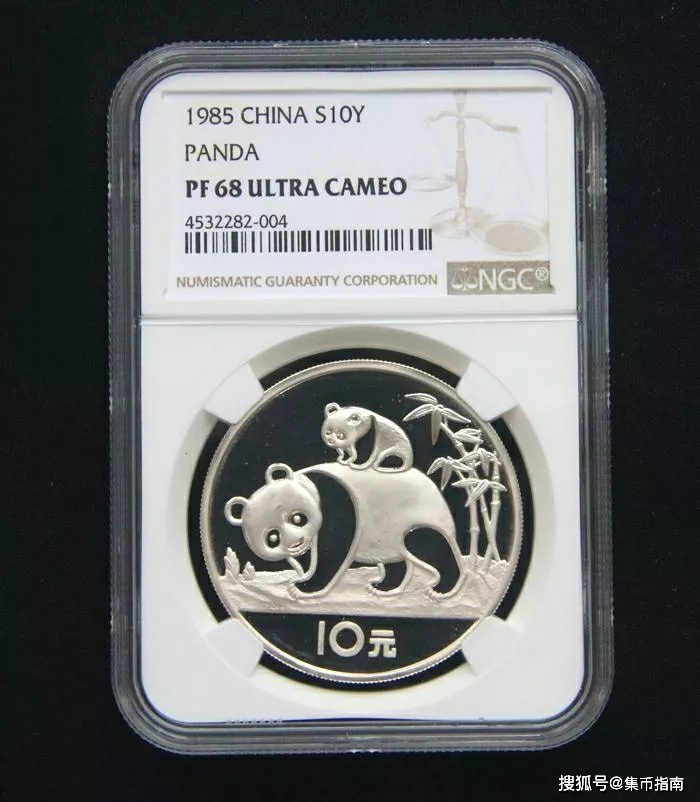 1985 CHINA S10Y
PANDA
PF 68 ULTRA CAMEO
4532282-004
NUMISMATIC GUARANTY CORPORATION
NGC®
10元
搜狐号@集币指南